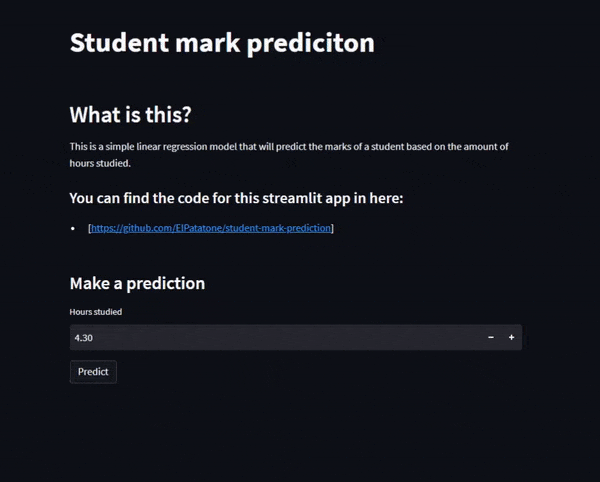 Student mark prediciton
What is this?
This is a simple linear regression model that will predict the marks of a student based on the amount of
hours studied.
You can find the code for this streamlit app in here:
• [https://github.com/ElPatatone/student-mark-prediction]
Make a prediction
Hours studied
4.30 − +
Predict